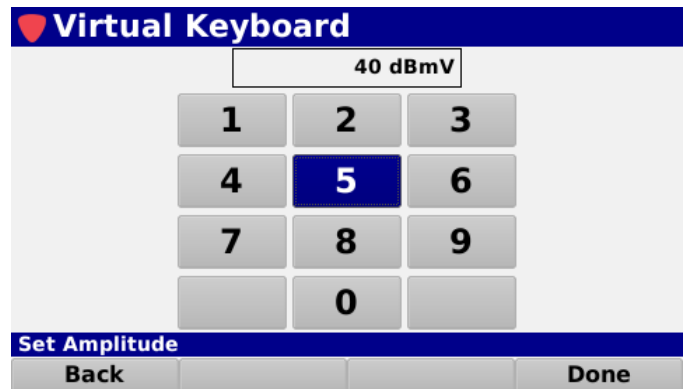 Virtual Keyboard
40 dBmV
1 2 3
4 5 6
7 8 9
0
Set Amplitude
Back Done